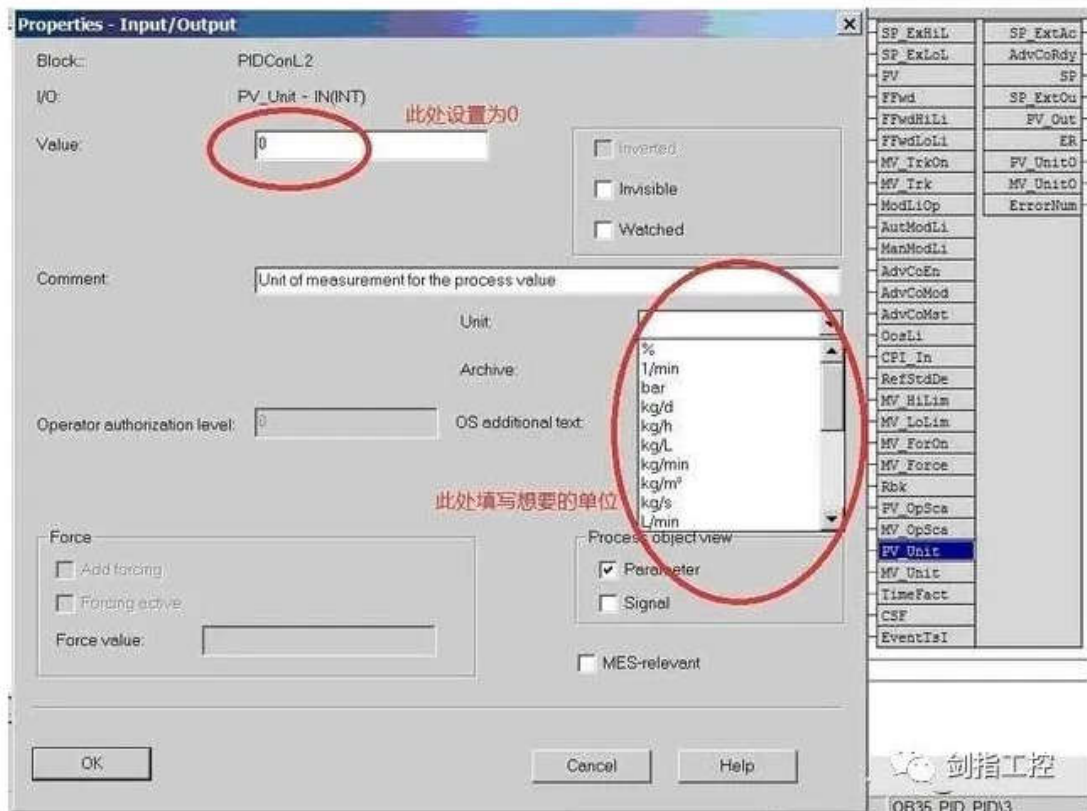 Properties - Input/Output
Block:: PIDConL.2
I/O: PV_Unit - IN(INT)
此处设置为0
Value: 0
Inverted
Invisible
Watched
Comment: Unit of measurement for the process value
Unit:
%
1/min
bar
kg/d
kg/h
kg/L
kg/min
kg/m³
kg/s
L/min
Archive:
Operator authorization level: 0
OS additional text:
此处填写想要的单位
Force
Add forcing
Forcing active
Force value:
Process object view
Parameter
Signal
MES-relevant
OK
Cancel
Help
SP_ExHiL
SP_ExLoL
PV
FFwd
FFwdHiLi
FFwdLoLi
MV_TrkOn
MV_Trk
ModLiOp
AutModLi
ManModLi
AdvCoEn
AdvCoMod
AdvCoMst
OosLi
CPI_In
RefStdDe
MV_HiLim
MV_LoLim
MV_ForOn
MV_Force
Rbk
PV_OpSca
MV_OpSca
PV_Unit
MV_Unit
TimeFact
CSF
EventTsI
SP_ExtAc
AdvCoRdy
SP
SP_ExtOu
PV_Out
ER
PV_UnitO
MV_UnitO
ErrorNum
剑指工控
OB35 PID_PID\3